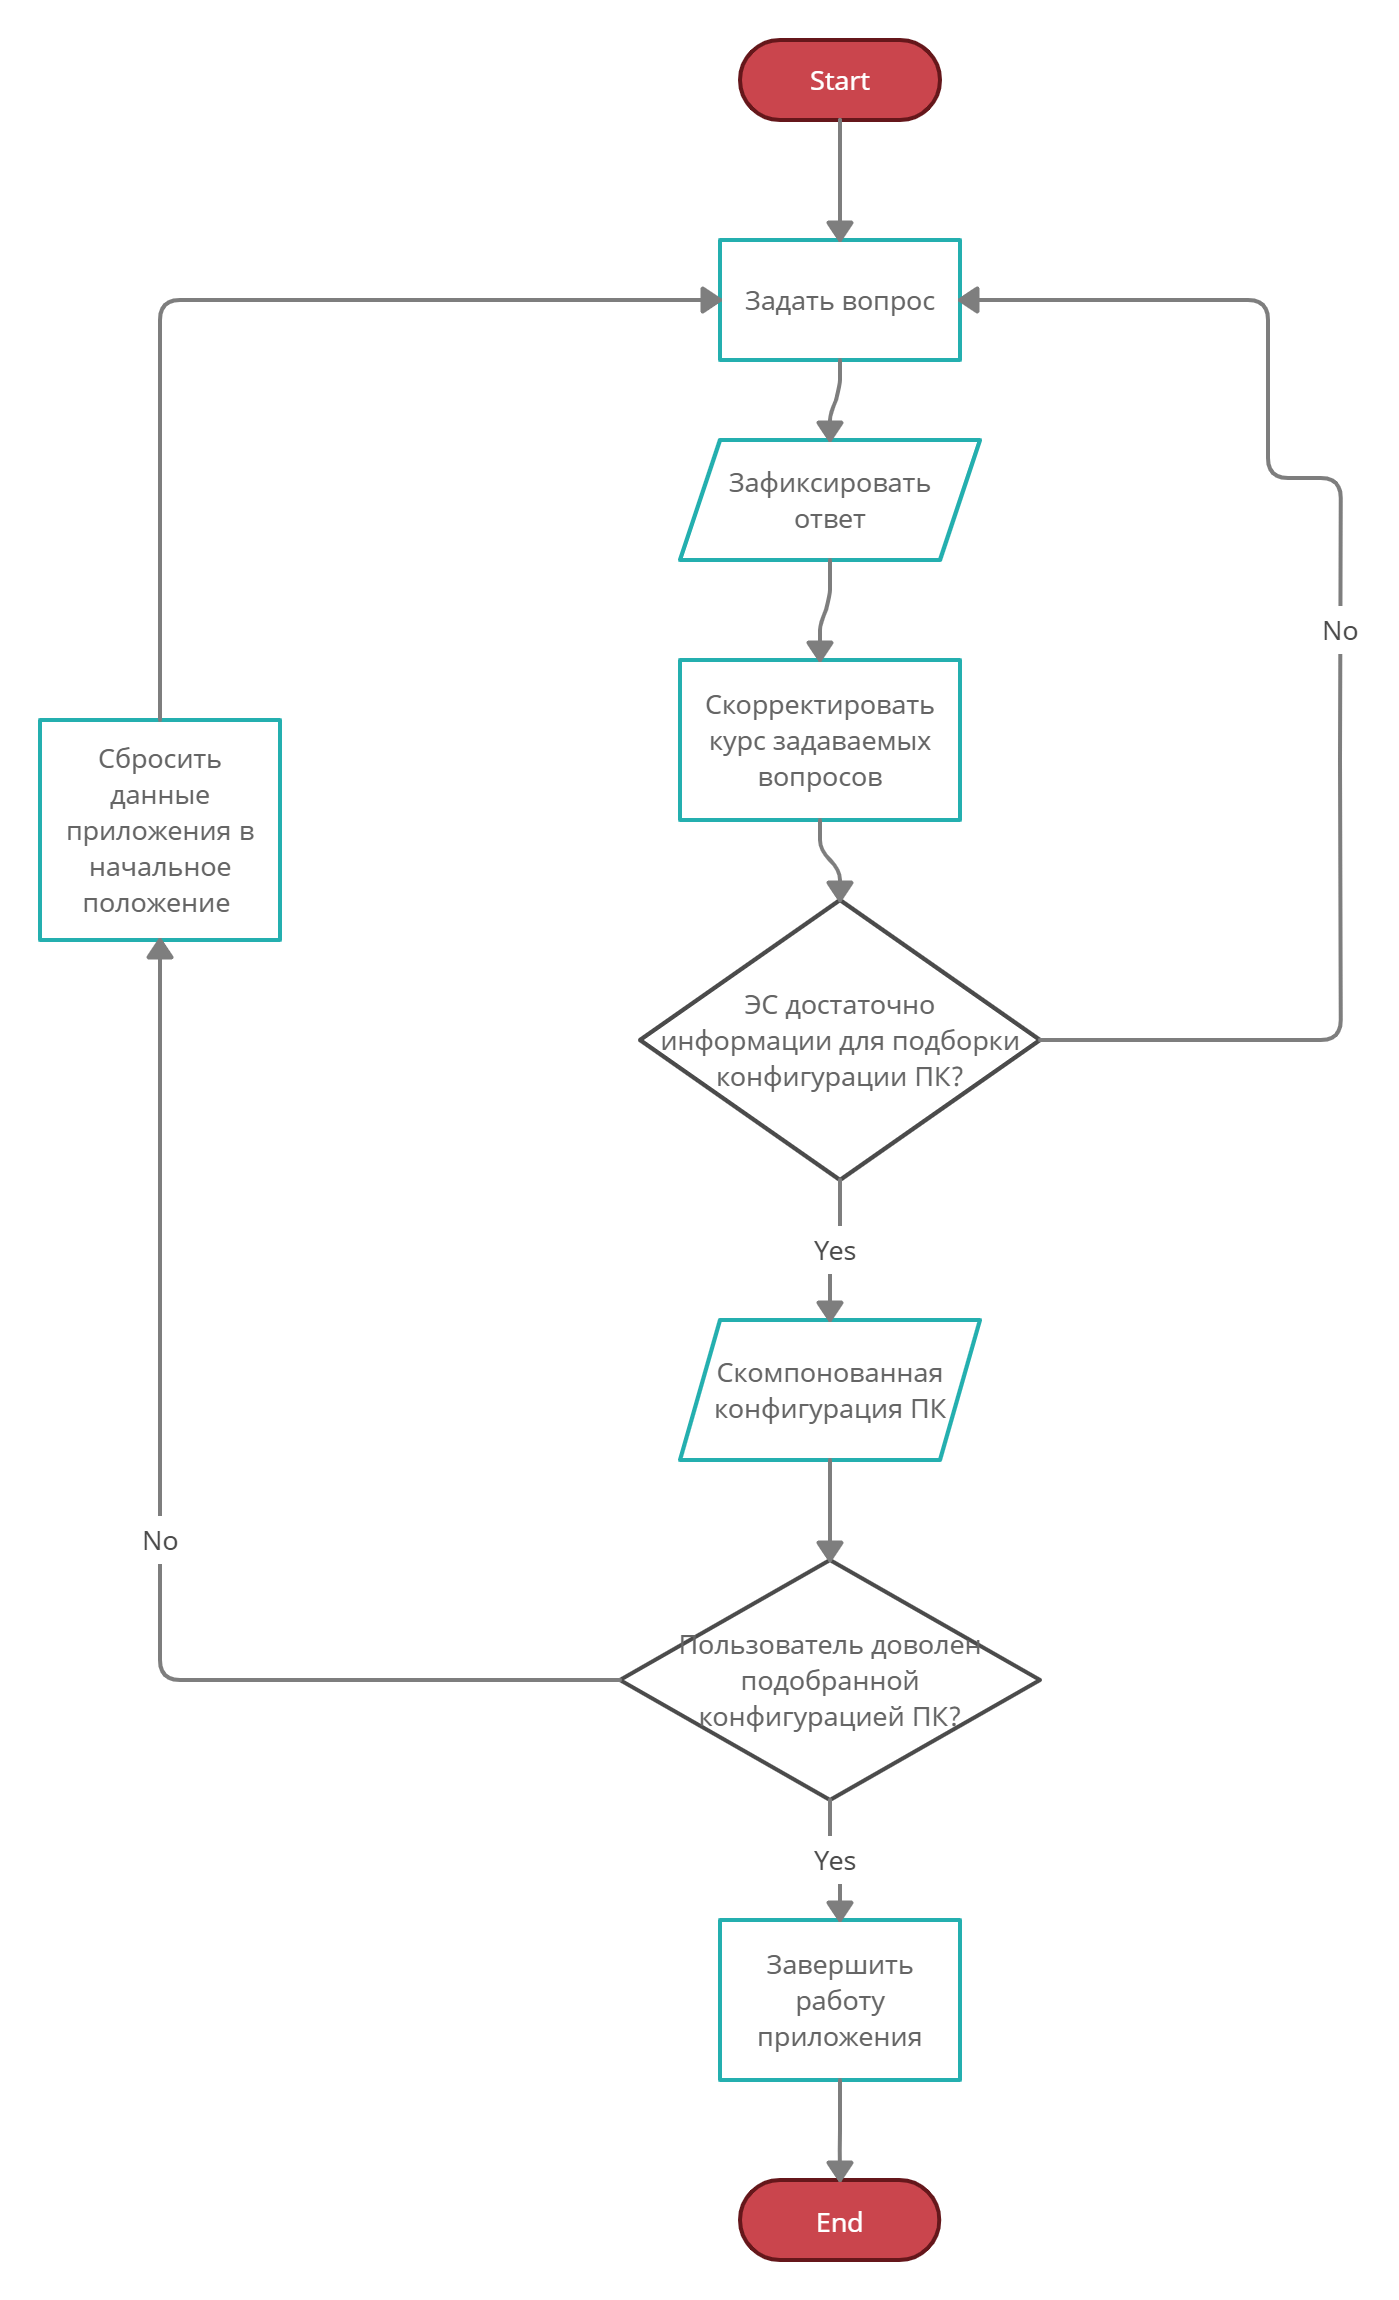 Start
Задать вопрос
Зафиксировать
ответ
No
Скорректировать
курс задаваемых
вопросов
Сбросить
данные
приложения в
начальное
положение
ЭС достаточно
информации для подборки
конфигурации ПК?
Yes
Скомпонованная
конфигурация ПК
No
Пользователь доволен
подобранной
конфигурацией ПК?
Yes
Завершить
работу
приложения
End